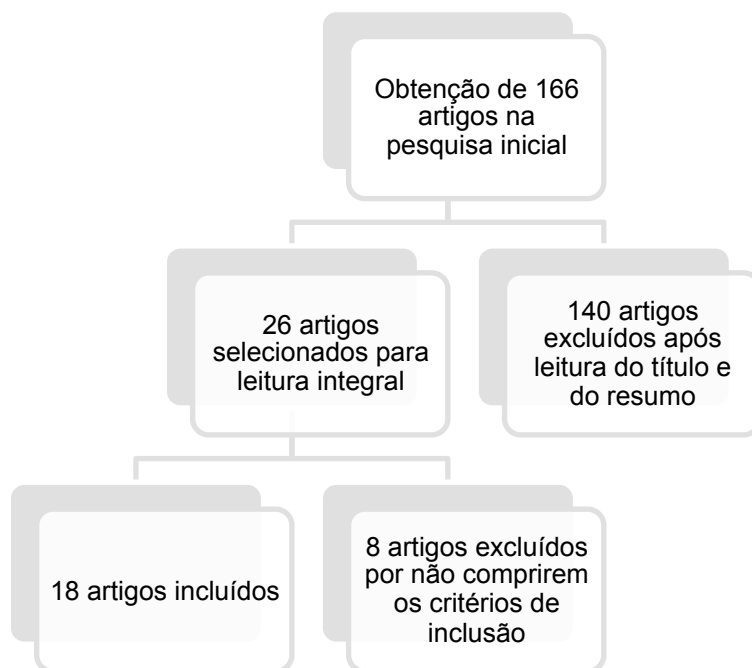 Obtenção de 166
artigos na
pesquisa inicial
26 artigos
selecionados para
leitura integral
140 artigos
excluídos após
leitura do título e
do resumo
18 artigos incluídos
8 artigos excluídos
por não comprirem
os critérios de
inclusão